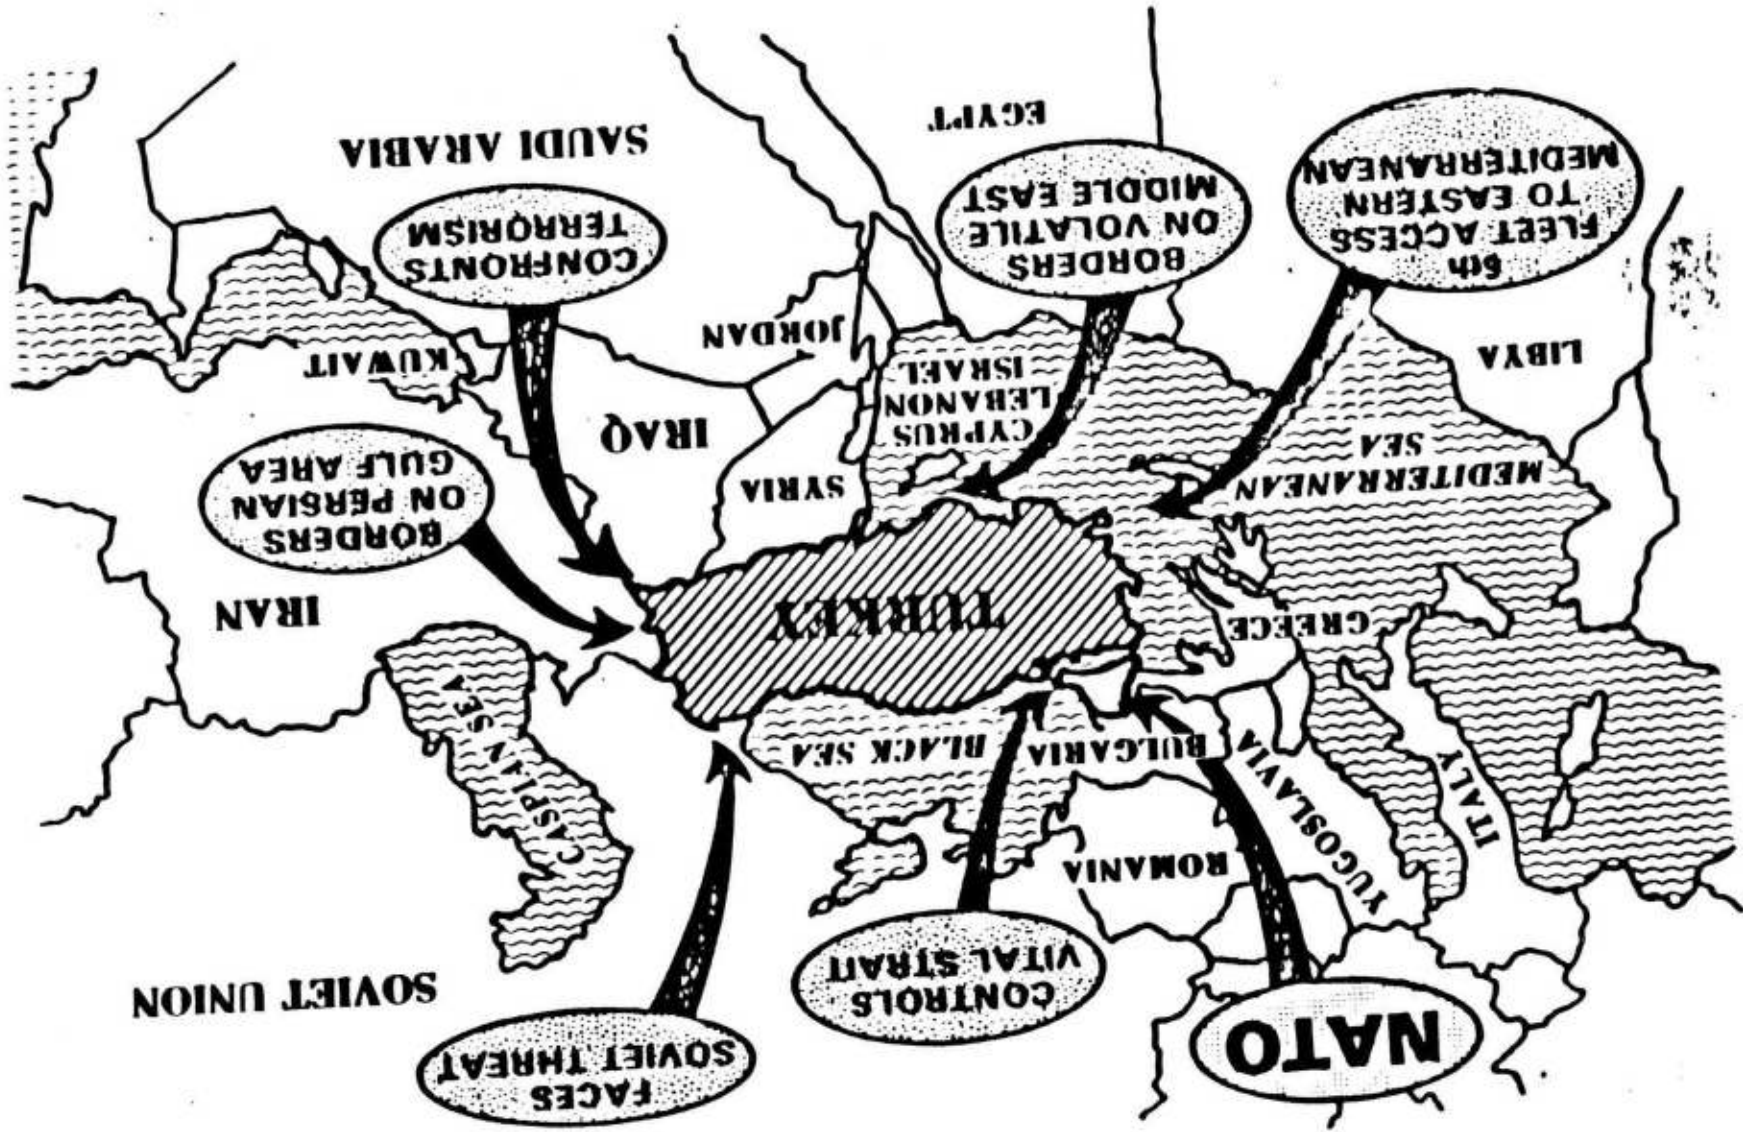 NATO
FACES
SOVIET THREAT
CONTROLS
VITAL STRAIT
SOVIET UNION
ITALY
YUGOSLAVIA
ROMANIA
BULGARIA
BLACK SEA
CASPIAN SEA
GREECE
TURKEY
IRAN
MEDITERRANEAN
SEA
SYRIA
BORDERS
ON PERSIAN
GULF AREA
CYPRUS
LEBANON
ISRAEL
IRAQ
LIBYA
JORDAN
KUWAIT
6th
FLEET ACCESS
TO EASTERN
MEDITERRANEAN
BORDERS
ON VOLATILE
MIDDLE EAST
CONFRONTS
TERRORISM
EGYPT
SAUDI ARABIA